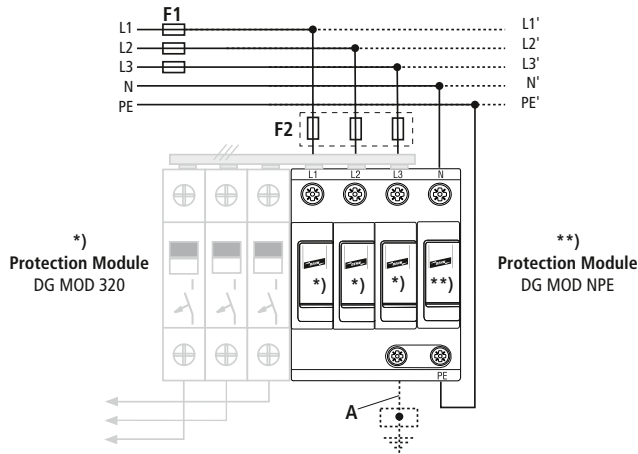 F1
L1
L2
L3
N
PE
L1'
L2'
L3'
N'
PE'
F2
L1
L2
L3
N
*)
Protection Module
DG MOD 320
*)
*)
*)
**)
**)
Protection Module
DG MOD NPE
PE
A